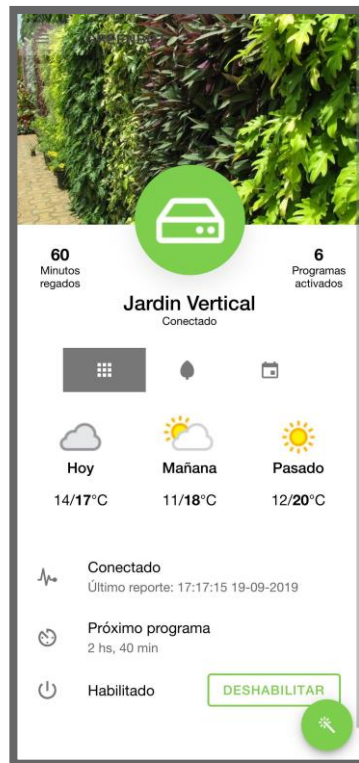 60
Minutos
regados
6
Programas
activados
Jardin Vertical
Conectado
Hoy
Mañana
Pasado
14/17°C
11/18°C
12/20°C
Conectado
Último reporte: 17:17:15 19-09-2019
Próximo programa
2 hs, 40 min
Habilitado
DESHABILITAR